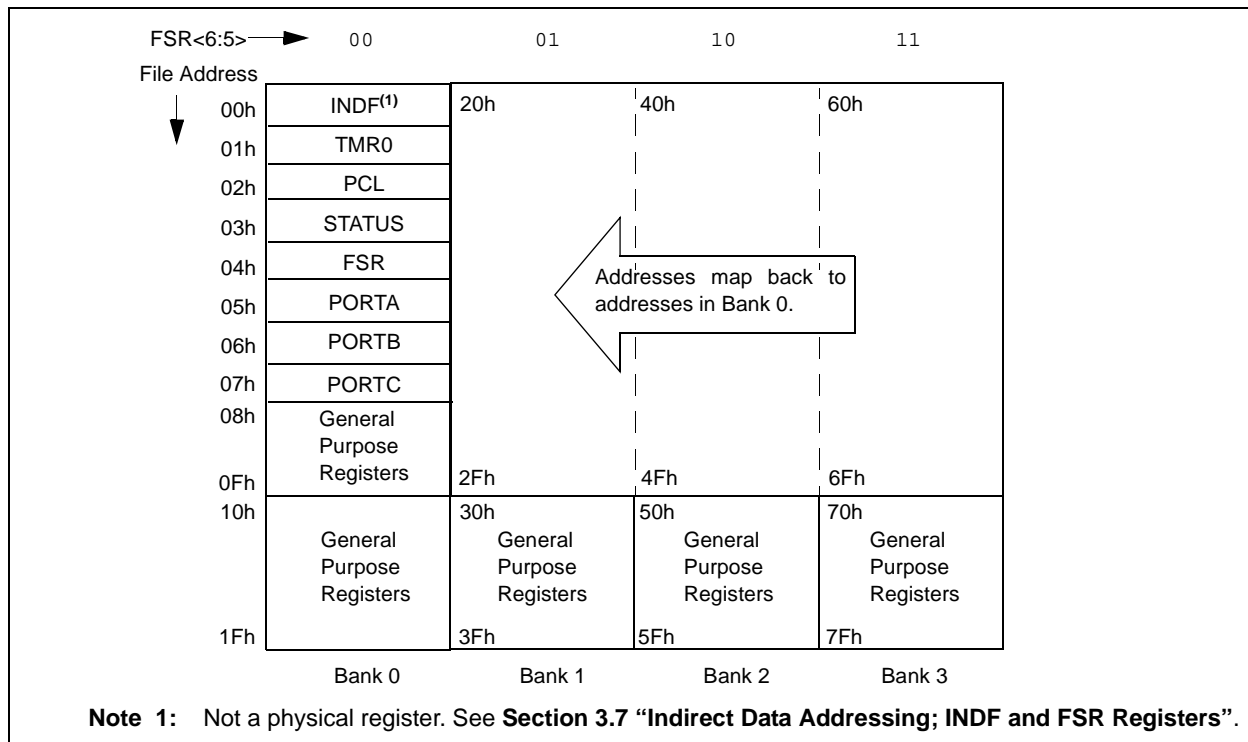 FSR<6:5> 00 01 10 11
File Address
00h INDF(1) 20h 40h 60h
01h TMR0
02h PCL
03h STATUS
04h FSR
Addresses map back to
addresses in Bank 0.
05h PORTA
06h PORTB
07h PORTC
08h General
Purpose
Registers
0Fh 2Fh 4Fh 6Fh
10h 30h 50h 70h
General General General General
Purpose Purpose Purpose Purpose
Registers Registers Registers Registers
1Fh 3Fh 5Fh 7Fh
Bank 0 Bank 1 Bank 2 Bank 3
Note 1: Not a physical register. See Section 3.7 “Indirect Data Addressing; INDF and FSR Registers”.